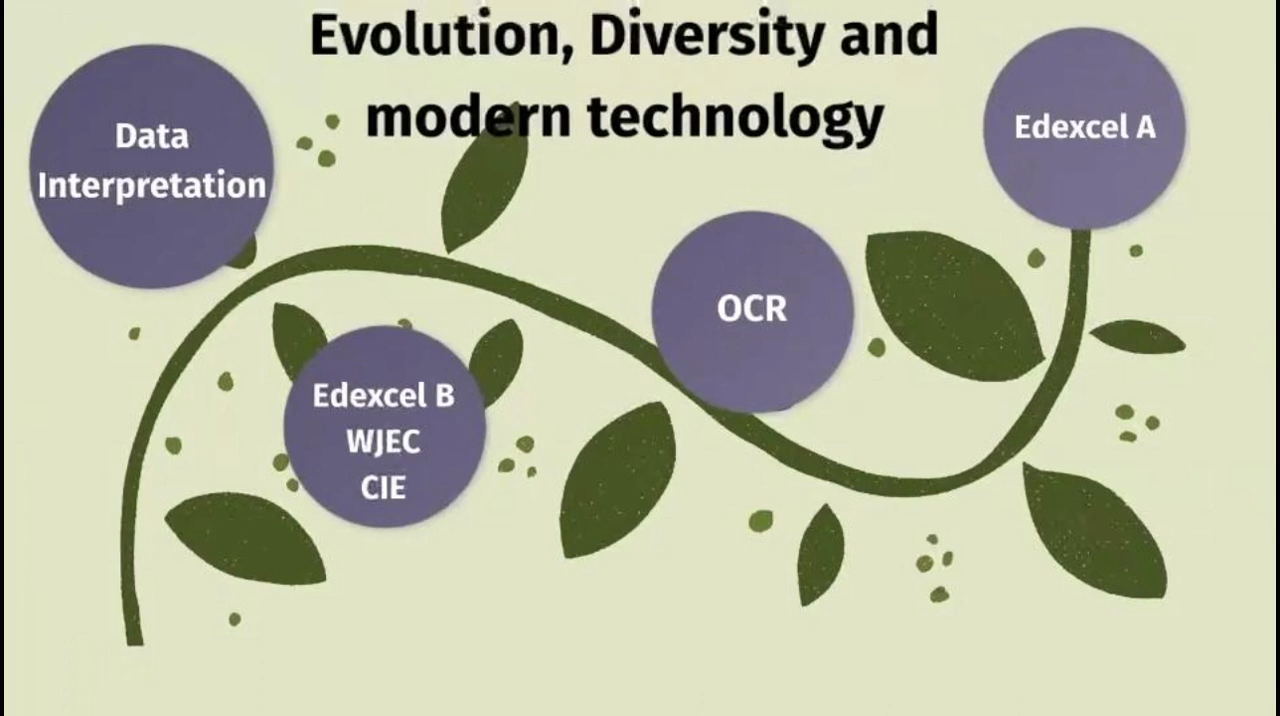 Evolution, Diversity and
modern technology
Data
Interpretation
Edexcel B
WJEC
CIE
OCR
Edexcel A